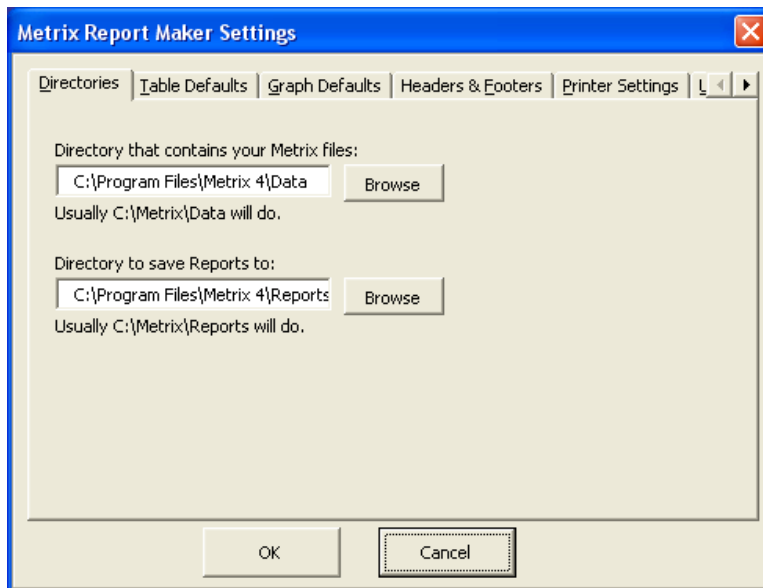 Metrix Report Maker Settings
Directories Table Defaults Graph Defaults Headers & Footers Printer Settings
Directory that contains your Metrix files:
C:\Program Files\Metrix 4\Data Browse
Usually C:\Metrix\Data will do.
Directory to save Reports to:
C:\Program Files\Metrix 4\Reports Browse
Usually C:\Metrix\Reports will do.
OK Cancel